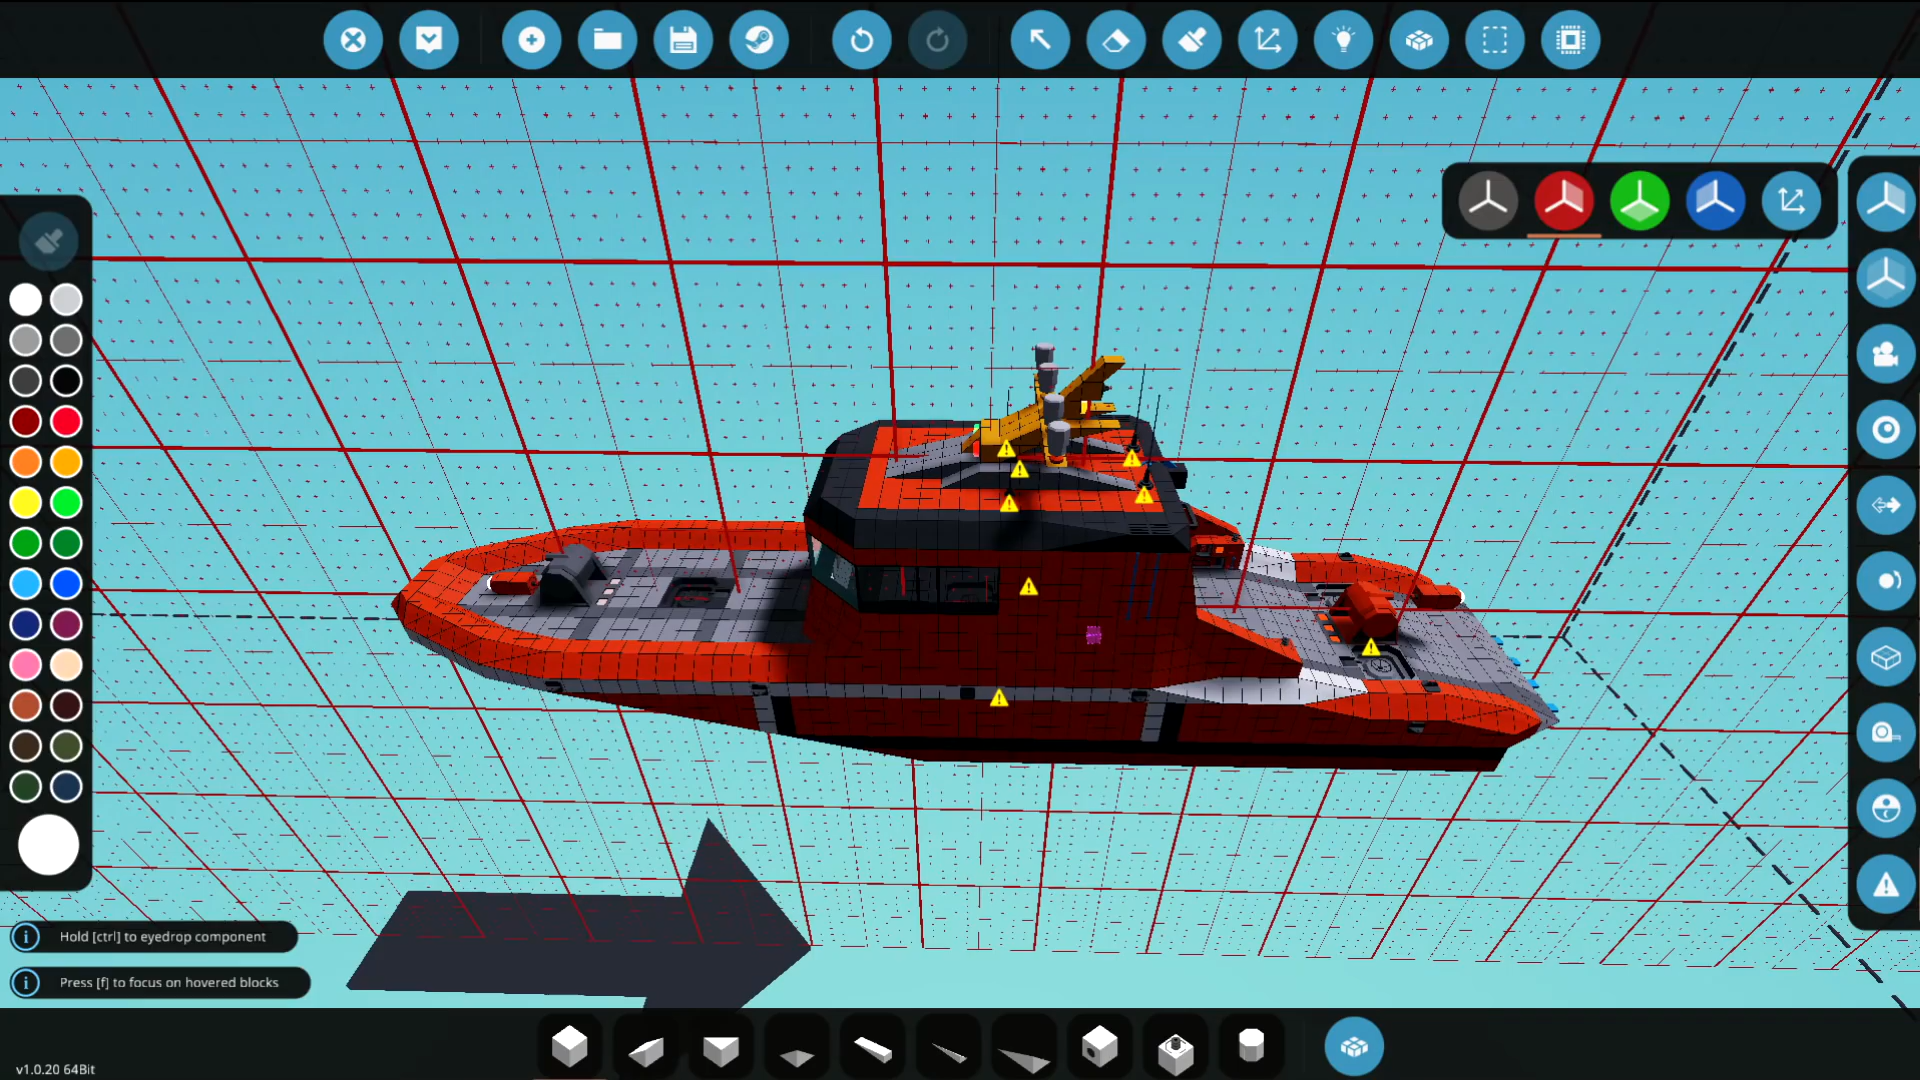 Hold [ctrl] to eyedrop component
Press [f] to focus on hovered blocks
v1.0.20 64Bit